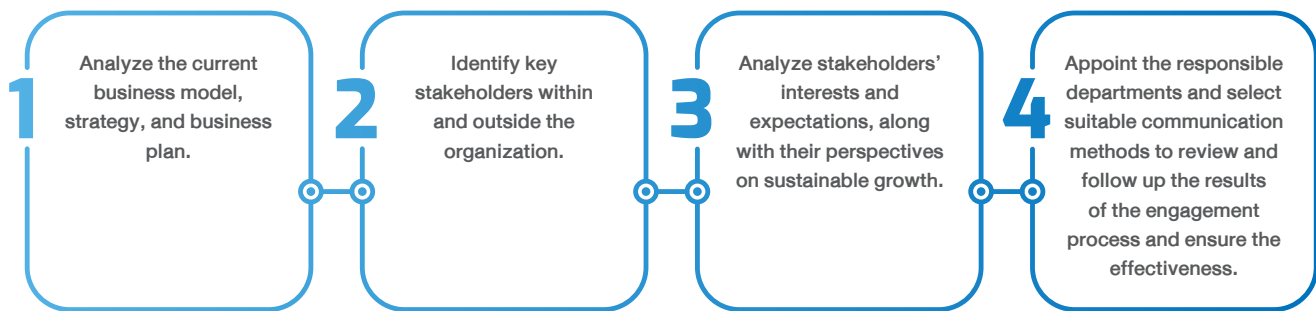 1
Analyze the current
business model,
strategy, and business
plan.
2
Identify key
stakeholders within
and outside the
organization.
3
Analyze stakeholders’
interests and
expectations, along
with their perspectives
on sustainable growth.
4
Appoint the responsible
departments and select
suitable communication
methods to review and
follow up the results
of the engagement
process and ensure the
effectiveness.